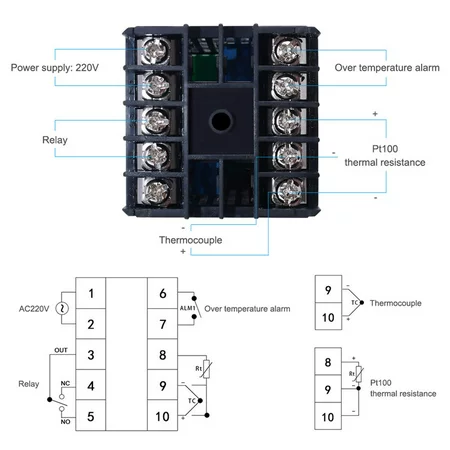 Power supply: 220V
Over temperature alarm
Relay
+
Pt100
thermal resistance
-
-
-
Thermocouple
+
AC220V
1
2
3
4
5
6
7
8
9
10
ALM1
Over temperature alarm
OUT
Relay
NC
NO
Rt
-
TC
+
9
10
-
TC
+
Thermocouple
8
9
10
+
Rt
-
-
Pt100
thermal resistance